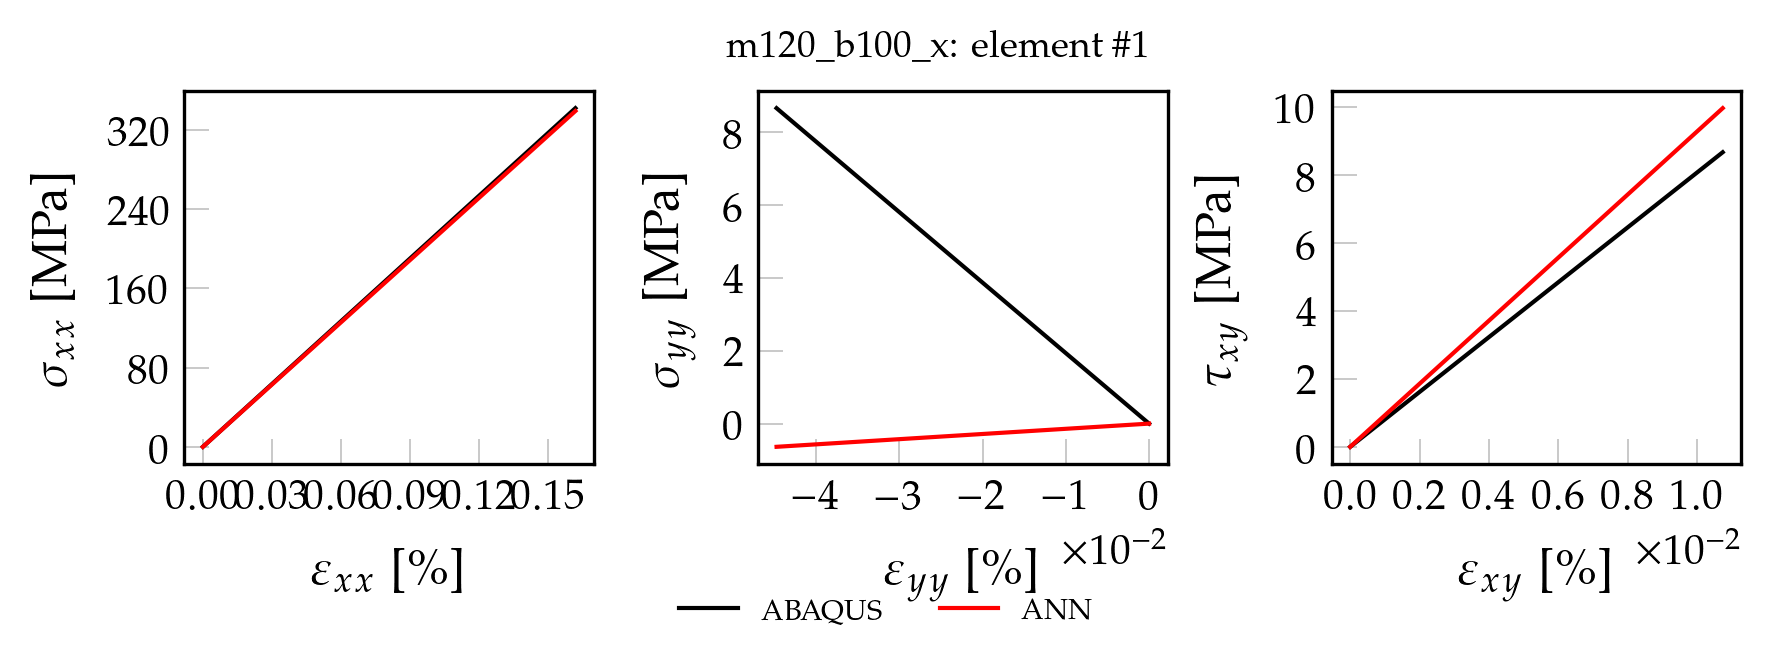 m120_b100_x: element #1
σxx [MPa]
320
240
160
80
0
0.00 0.03 0.06 0.09 0.12 0.15
εxx [%]
σyy [MPa]
8
6
4
2
0
−4 −3 −2 −1 0
×10−2
εyy [%]
τxy [MPa]
10
8
6
4
2
0
0.0 0.2 0.4 0.6 0.8 1.0
×10−2
εxy [%]
ABAQUS ANN